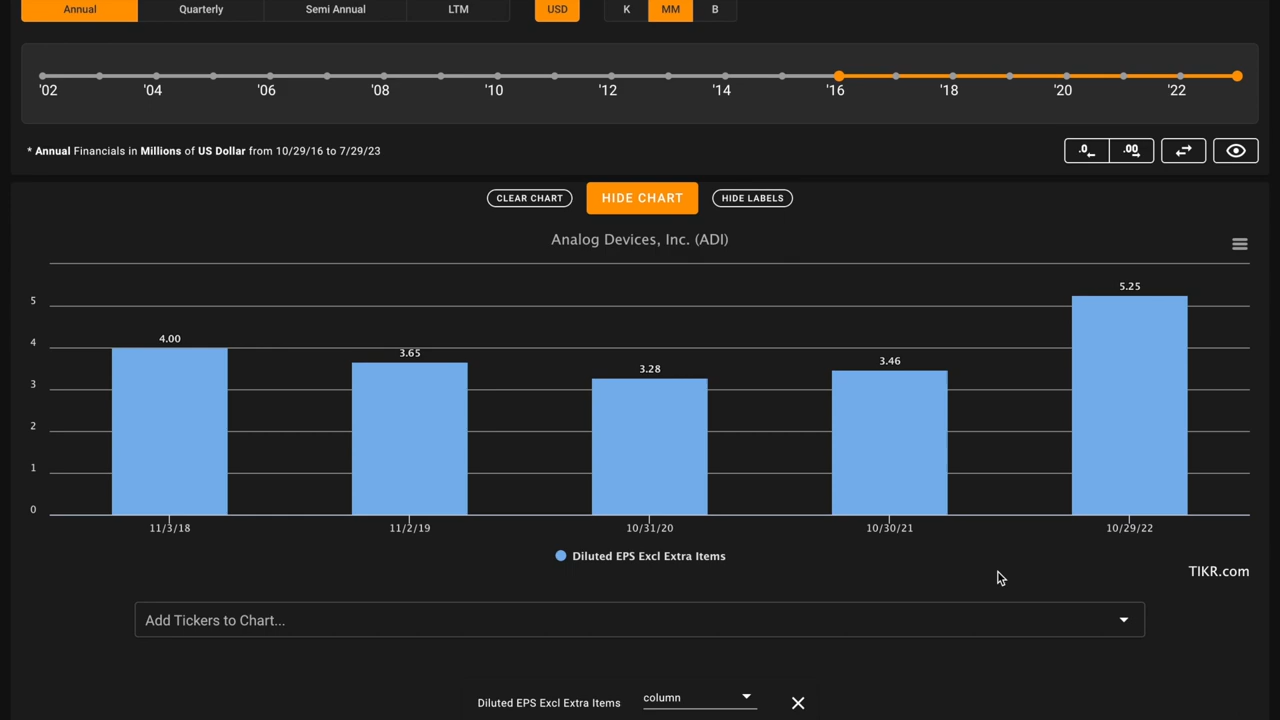 Annual Quarterly Semi Annual LTM USD K MM B
'02 '04 '06 '08 '10 '12 '14 '16 '18 '20 '22
* Annual Financials in Millions of US Dollar from 10/29/16 to 7/29/23
.0 .00
CLEAR CHART HIDE CHART HIDE LABELS
Analog Devices, Inc. (ADI)
5.25
5
4.00
4
3.65
3.46
3.28
3
2
1
0
11/3/18 11/2/19 10/31/20 10/30/21 10/29/22
Diluted EPS Excl Extra Items
TIKR.com
Add Tickers to Chart...
Diluted EPS Excl Extra Items column